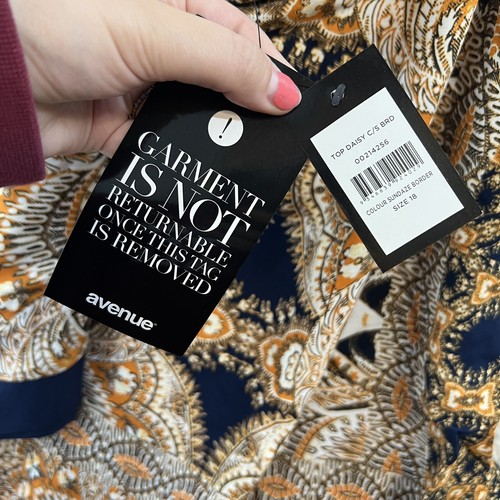 !
GARMENT
IS NOT
RETURNABLE
ONCE THIS TAG
IS REMOVED
avenue®
TOP DAISY C/S BRD
00214256
COLOUR SUNDAZE BORDER
SIZE 18